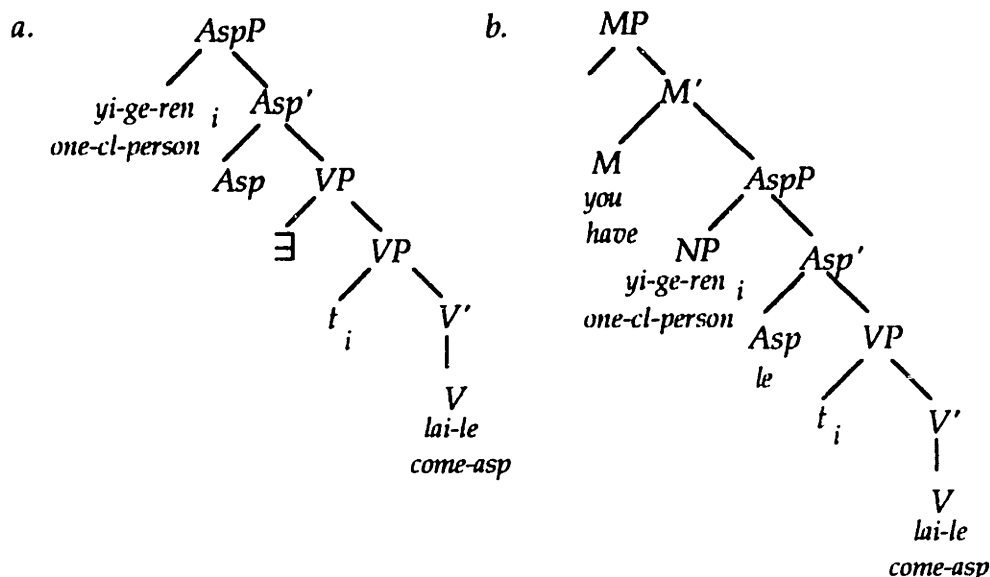 a.
AspP
yi-ge-ren i
one-cl-person
Asp'
Asp
VP
∃
VP
t i
V'
V
lai-le
come-asp
b.
MP
M'
M
you
have
AspP
NP
yi-ge-ren i
one-cl-person
Asp'
Asp
le
VP
t i
V'
V
lai-le
come-asp